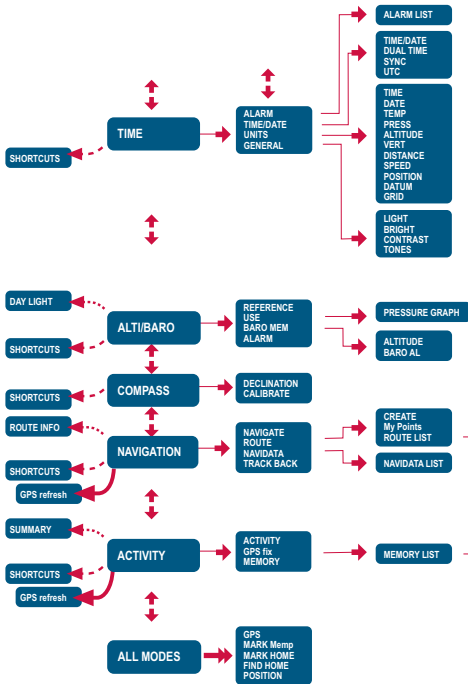 ALARM LIST
TIME/DATE
DUAL TIME
SYNC
UTC
TIME
SHORTCUTS
ALARM
TIME/DATE
UNITS
GENERAL
TIME
DATE
TEMP
PRESS
ALTITUDE
VERT
DISTANCE
SPEED
POSITION
DATUM
GRID
LIGHT
BRIGHT
CONTRAST
TONES
DAY LIGHT
ALTI/BARO
SHORTCUTS
REFERENCE
USE
BARO MEM
ALARM
PRESSURE GRAPH
ALTITUDE
BARO AL
COMPASS
SHORTCUTS
DECLINATION
CALIBRATE
ROUTE INFO
NAVIGATION
SHORTCUTS
GPS refresh
NAVIGATE
ROUTE
NAVIDATA
TRACK BACK
CREATE
My Points
ROUTE LIST
NAVIDATA LIST
SUMMARY
ACTIVITY
SHORTCUTS
GPS refresh
ACTIVITY
GPS fix
MEMORY
MEMORY LIST
ALL MODES
GPS
MARK Memp
MARK HOME
FIND HOME
POSITION